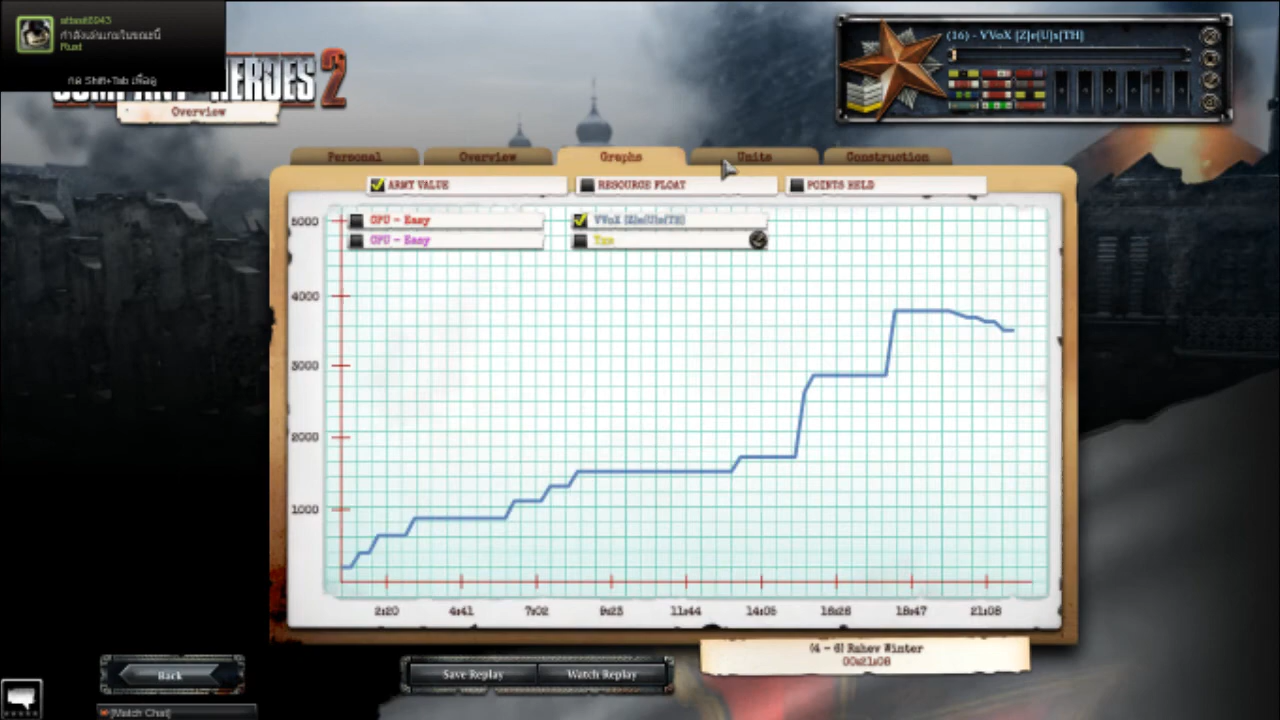 กำลังเล่นเกมในขณะนี้
Rust
กด Shift+Tab เพื่อดู
COMPANY OF HEROES 2
Overview
(16) - VVoX [Z]e[U]s[TH]
Personal
Overview
Graphs
Units
Construction
ARMY VALUE
RESOURCE FLOAT
POINTS HELD
CPU - Easy
VVoX [Z]e[U]s[TH]
CPU - Easy
5000
4000
3000
2000
1000
2:20 4:41 7:02 9:23 11:44 14:05 16:26 18:47 21:08
(4 - 6) Rzhev Winter
00:21:08
Back
Save Replay
Watch Replay
[Match Chat]